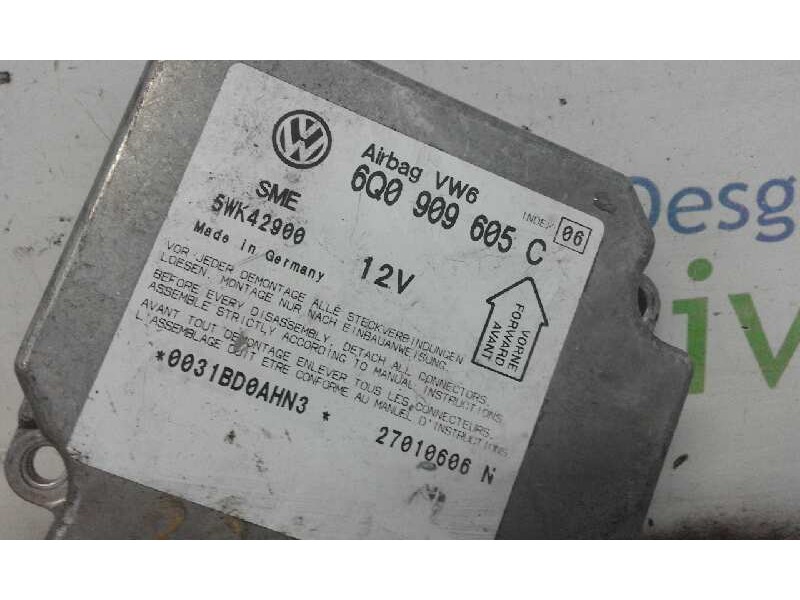 Airbag VW6
6Q0 909 605 C
INDEX 06
SME
5WK42900
Made in Germany
12V
VORNE
FORWARD
AVANT
VOR JEDER DEMONTAGE ALLE STECKVERBINDUNGEN
LOESEN, MONTAGE NUR NACH EINBAUANWEISUNG.
BEFORE EVERY DISASSEMBLY, DETACH ALL CONNECTORS,
ASSEMBLE STRICTLY ACCORDING TO MANUAL INSTRUCTIONS
AVANT TOUT DEMONTAGE ENLEVER TOUS LES CONNECTEURS.
L'ASSEMBLAGE DOIT ETRE CONFORME AU MANUEL D'INSTRUCTIONS
*0031BD0AHN3 *
27010606 N
Desg
iv